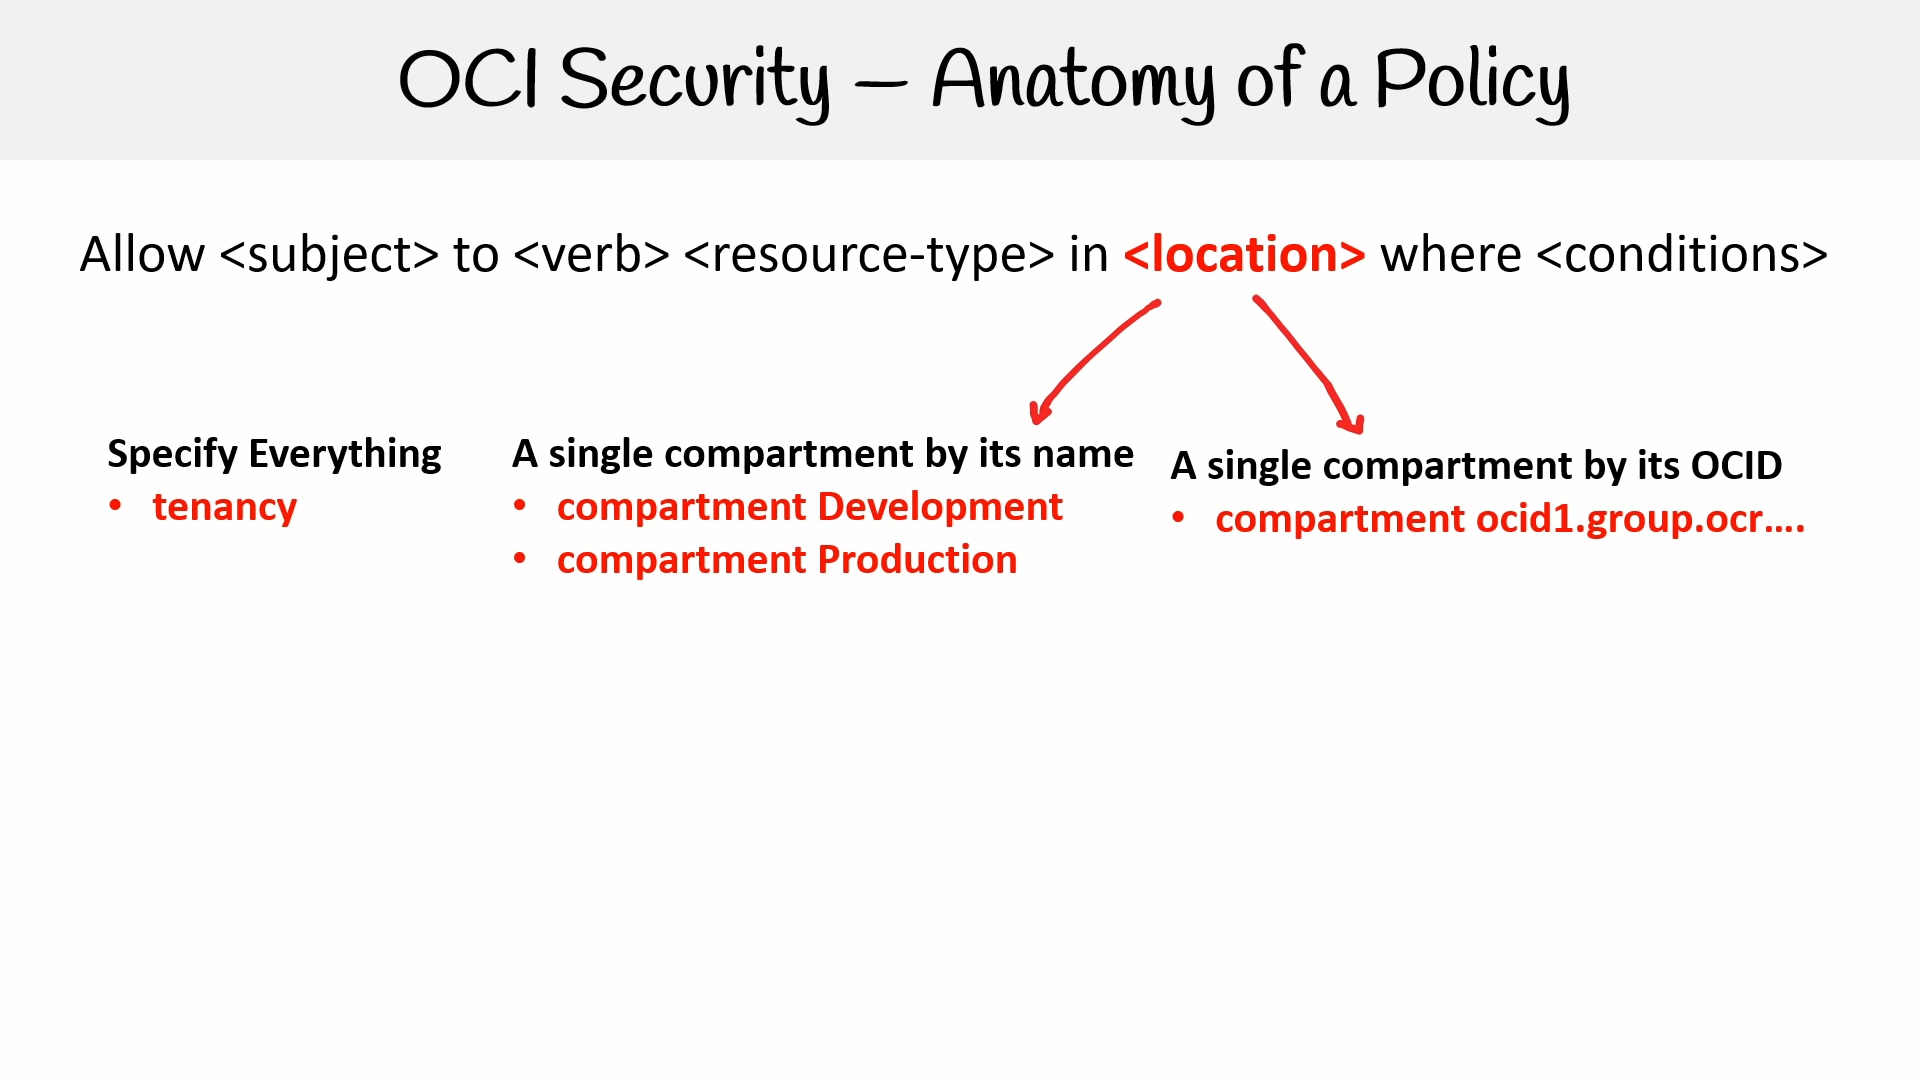 OCI Security – Anatomy of a Policy
Allow <subject> to <verb> <resource-type> in <location> where <conditions>
Specify Everything
• tenancy
A single compartment by its name
• compartment Development
• compartment Production
A single compartment by its OCID
• compartment ocid1.group.ocr....